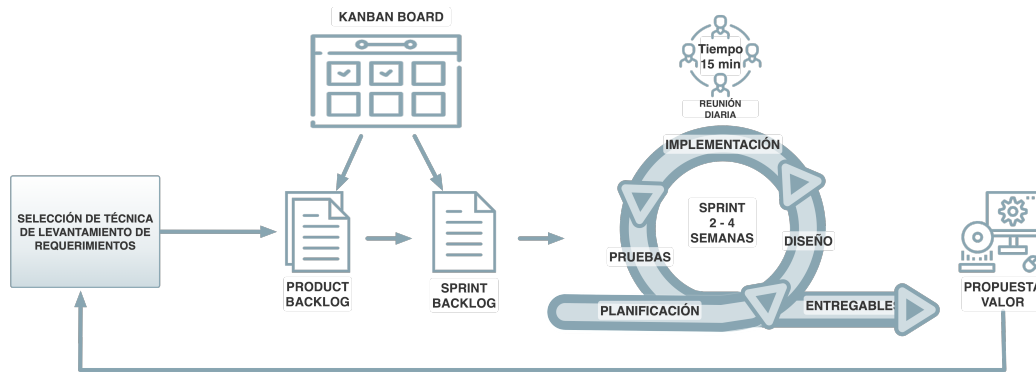 KANBAN BOARD
Tiempo
15 min
REUNIÓN
DIARIA
IMPLEMENTACIÓN
SELECCIÓN DE TÉCNICA
DE LEVANTAMIENTO DE
REQUERIMIENTOS
SPRINT
2 - 4
SEMANAS
DISEÑO
PRUEBAS
PRODUCT
BACKLOG
SPRINT
BACKLOG
PLANIFICACIÓN
ENTREGABLES
PROPUESTA
VALOR